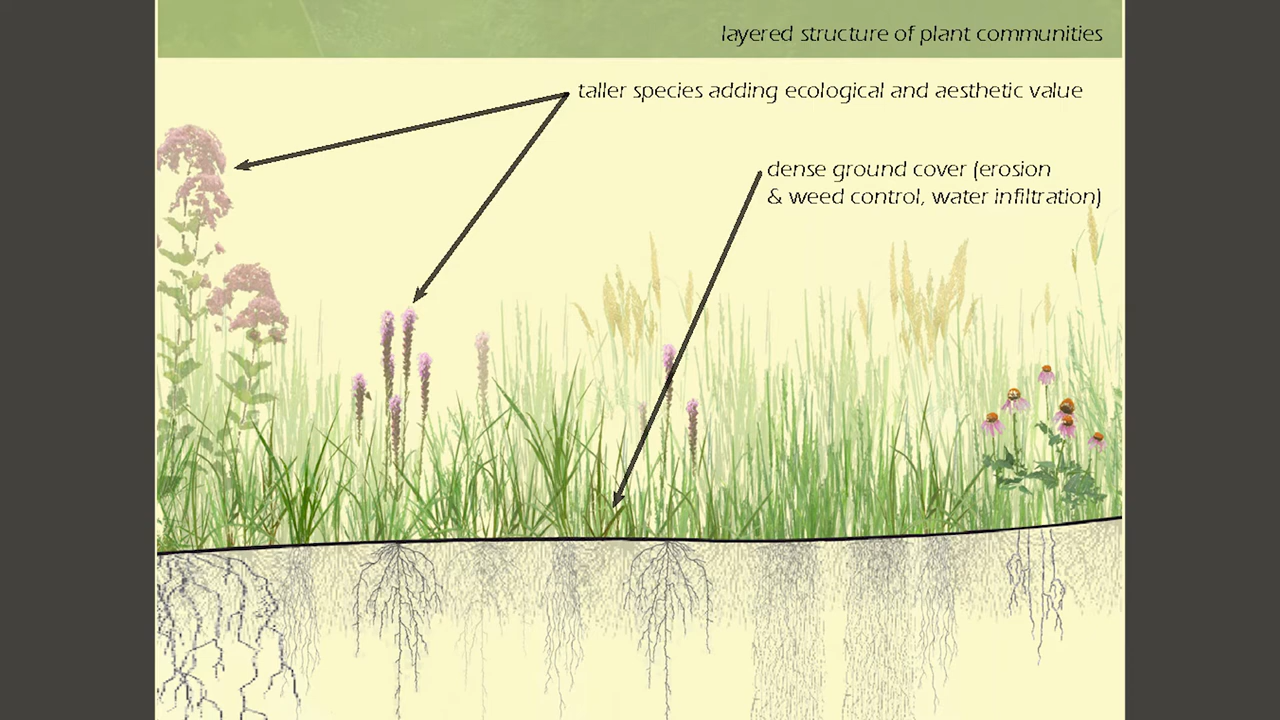 layered structure of plant communities
taller species adding ecological and aesthetic value
dense ground cover (erosion
& weed control, water infiltration)